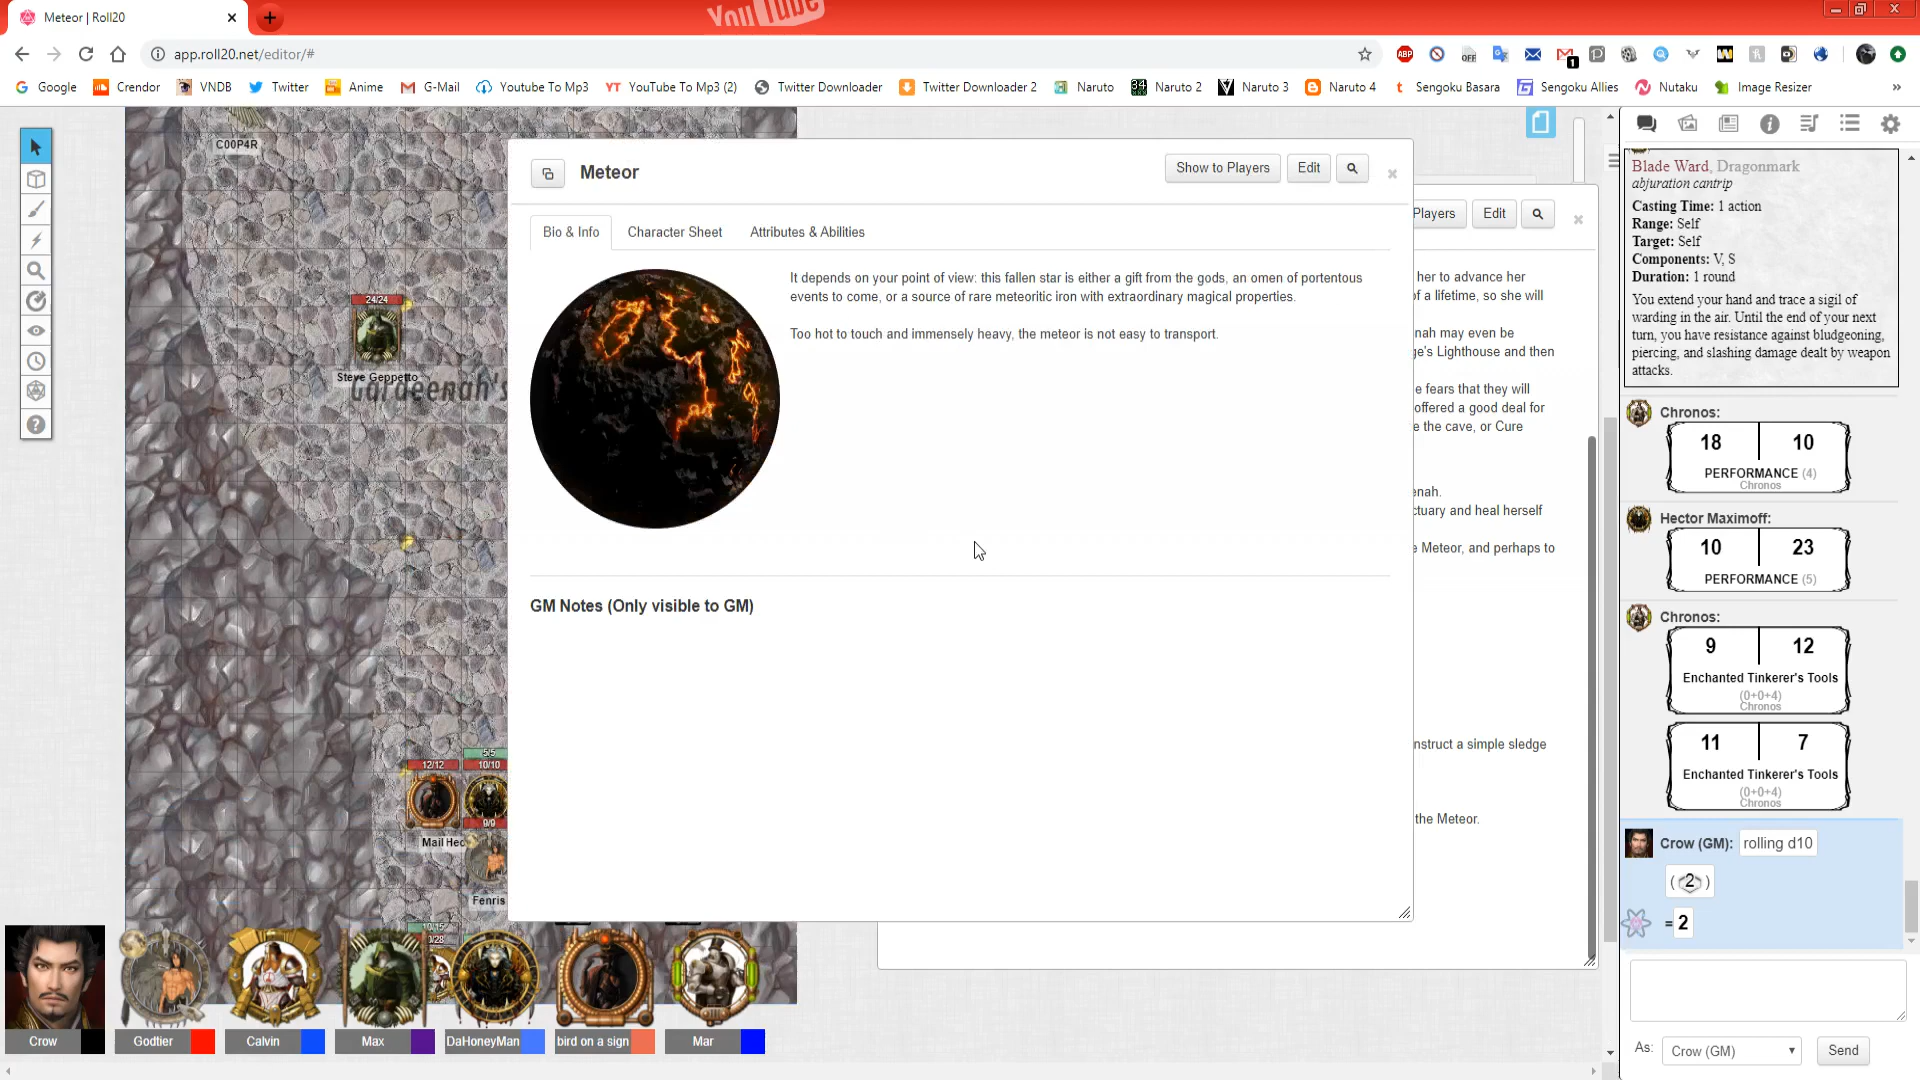 YouTube
Meteor | Roll20
app.roll20.net/editor/#
Google Crendor VNDB Twitter Anime G-Mail Youtube To Mp3 YouTube To Mp3 (2) Twitter Downloader Twitter Downloader 2 Naruto Naruto 2 Naruto 3 Naruto 4 Sengoku Basara Sengoku Allies Nutaku Image Resizer
C00P4R
24/24
Steve Geppetto
Gardeenah's
12/12
5/5
10/10
9/9
Mail Hec
Fenris
10/15
0/28
Meteor
Show to Players
Edit
Bio & Info
Character Sheet
Attributes & Abilities
It depends on your point of view: this fallen star is either a gift from the gods, an omen of portentous
events to come, or a source of rare meteoritic iron with extraordinary magical properties.
Too hot to touch and immensely heavy, the meteor is not easy to transport.
GM Notes (Only visible to GM)
Players
Edit
her to advance her
of a lifetime, so she will
nah may even be
ge's Lighthouse and then
e fears that they will
offered a good deal for
e the cave, or Cure
enah.
ctuary and heal herself
e Meteor, and perhaps to
nstruct a simple sledge
the Meteor.
Blade Ward, Dragonmark
abjuration cantrip
Casting Time: 1 action
Range: Self
Target: Self
Components: V, S
Duration: 1 round
You extend your hand and trace a sigil of
warding in the air. Until the end of your next
turn, you have resistance against bludgeoning,
piercing, and slashing damage dealt by weapon
attacks.
Chronos:
18 10
PERFORMANCE (4)
Chronos
Hector Maximoff:
10 23
PERFORMANCE (5)
Chronos:
9 12
Enchanted Tinkerer's Tools
(0+0+4)
Chronos
11 7
Enchanted Tinkerer's Tools
(0+0+4)
Chronos
Crow (GM): rolling d10
(2)
=2
As: Crow (GM) Send
Crow
Godtier
Calvin
Max
DaHoneyMan
bird on a sign
Mar